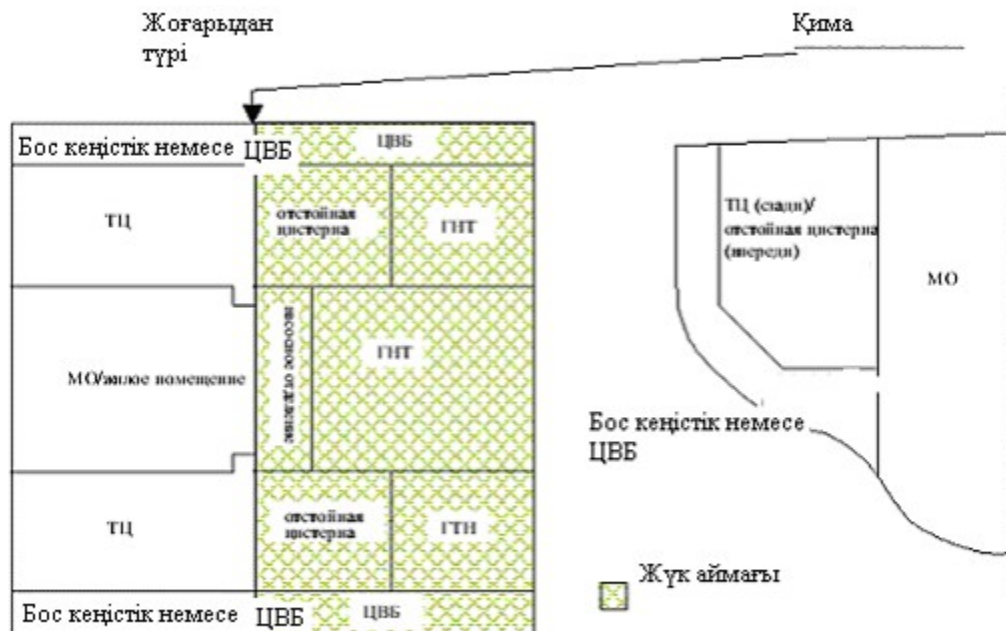 Жоғарыдан
түрі
Қима
Бос кеңістік немесе ЦВБ
ЦВБ
ТЦ
отстойная
цистерна
ГНТ
МО/жилое помещение
насосное отделение
ГНТ
ТЦ
отстойная
цистерна
ГТН
Бос кеңістік немесе ЦВБ
ЦВБ
ТЦ (сзади)/
отстойная цистерна
(впереди)
МО
Бос кеңістік немесе
ЦВБ
Жүк аймағы